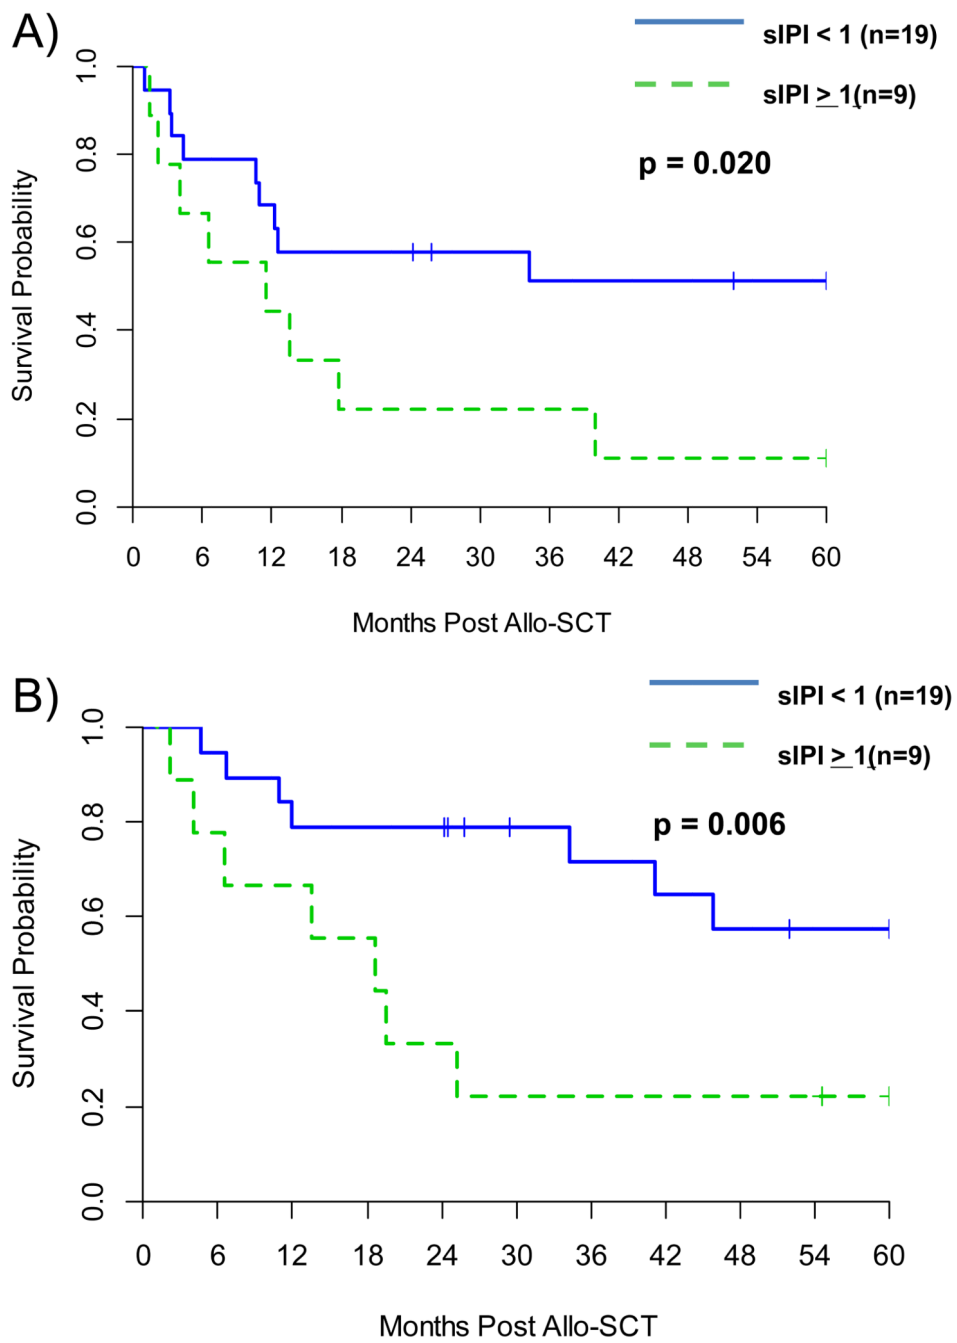 A)
sIPI < 1 (n=19)
sIPI ≥ 1(n=9)
p = 0.020
Survival Probability
1.0
0.8
0.6
0.4
0.2
0.0
0 6 12 18 24 30 36 42 48 54 60
Months Post Allo-SCT
B)
sIPI < 1 (n=19)
sIPI ≥ 1(n=9)
p = 0.006
Survival Probability
1.0
0.8
0.6
0.4
0.2
0.0
0 6 12 18 24 30 36 42 48 54 60
Months Post Allo-SCT